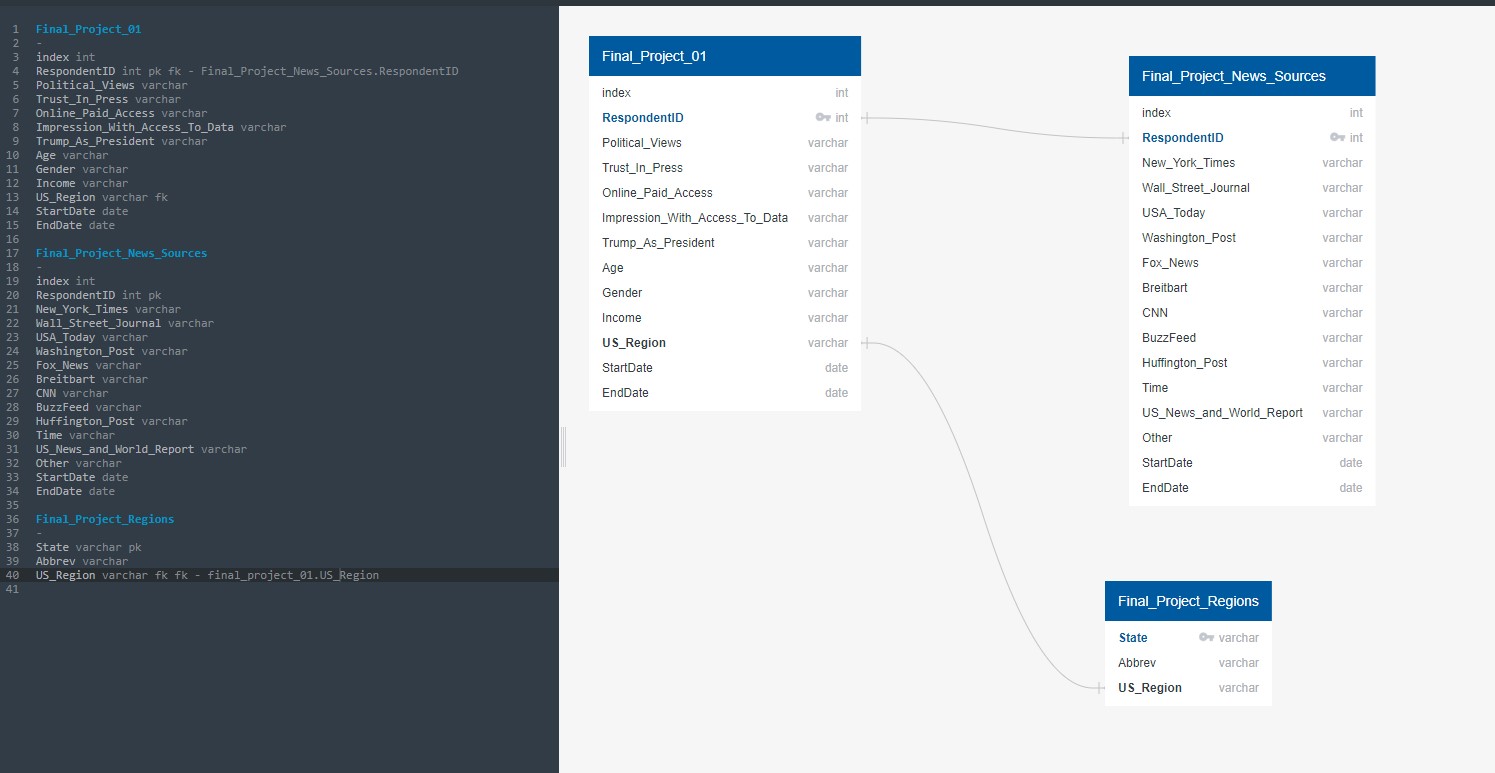 1 Final_Project_01
2 -
3 index int
4 RespondentID int pk fk - Final_Project_News_Sources.RespondentID
5 Political_Views varchar
6 Trust_In_Press varchar
7 Online_Paid_Access varchar
8 Impression_With_Access_To_Data varchar
9 Trump_As_President varchar
10 Age varchar
11 Gender varchar
12 Income varchar
13 US_Region varchar fk
14 StartDate date
15 EndDate date
16
17 Final_Project_News_Sources
18 -
19 index int
20 RespondentID int pk
21 New_York_Times varchar
22 Wall_Street_Journal varchar
23 USA_Today varchar
24 Washington_Post varchar
25 Fox_News varchar
26 Breitbart varchar
27 CNN varchar
28 BuzzFeed varchar
29 Huffington_Post varchar
30 Time varchar
31 US_News_and_World_Report varchar
32 Other varchar
33 StartDate date
34 EndDate date
35
36 Final_Project_Regions
37 -
38 State varchar pk
39 Abbrev varchar
40 US_Region varchar fk fk - final_project_01.US_Region
41
Final_Project_01
index int
RespondentID int
Political_Views varchar
Trust_In_Press varchar
Online_Paid_Access varchar
Impression_With_Access_To_Data varchar
Trump_As_President varchar
Age varchar
Gender varchar
Income varchar
US_Region varchar
StartDate date
EndDate date
Final_Project_News_Sources
index int
RespondentID int
New_York_Times varchar
Wall_Street_Journal varchar
USA_Today varchar
Washington_Post varchar
Fox_News varchar
Breitbart varchar
CNN varchar
BuzzFeed varchar
Huffington_Post varchar
Time varchar
US_News_and_World_Report varchar
Other varchar
StartDate date
EndDate date
Final_Project_Regions
State varchar
Abbrev varchar
US_Region varchar